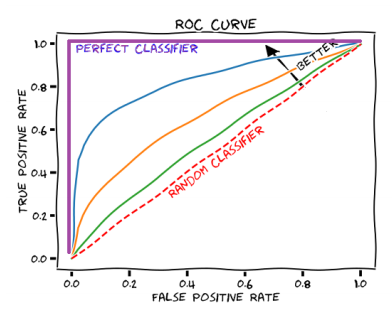 ROC CURVE
PERFECT CLASSIFIER
BETTER
RANDOM CLASSIFIER
TRUE POSITIVE RATE
1.0
0.8
0.6
0.4
0.2
0.0
0.0 0.2 0.4 0.6 0.8 1.0
FALSE POSITIVE RATE